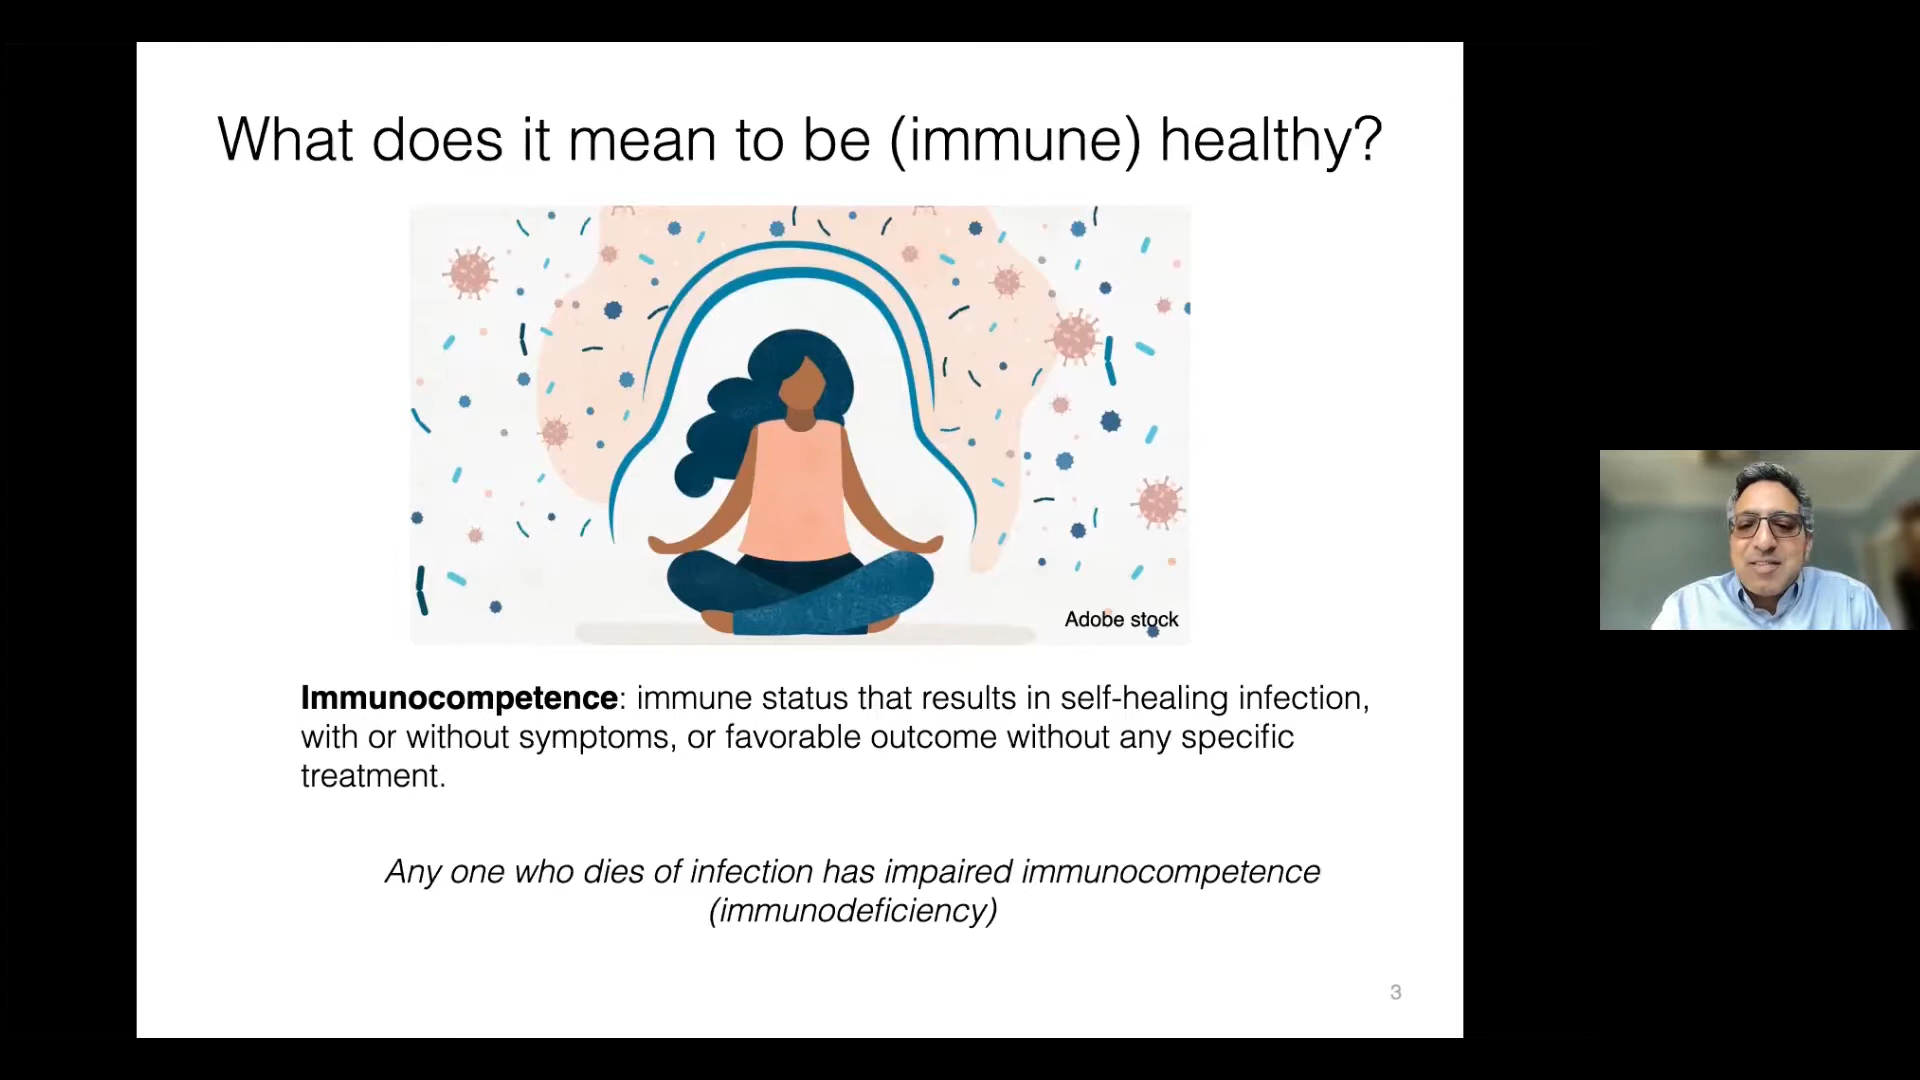 What does it mean to be (immune) healthy?
Adobe stock
Immunocompetence: immune status that results in self-healing infection,
with or without symptoms, or favorable outcome without any specific
treatment.
Any one who dies of infection has impaired immunocompetence
(immunodeficiency)
3